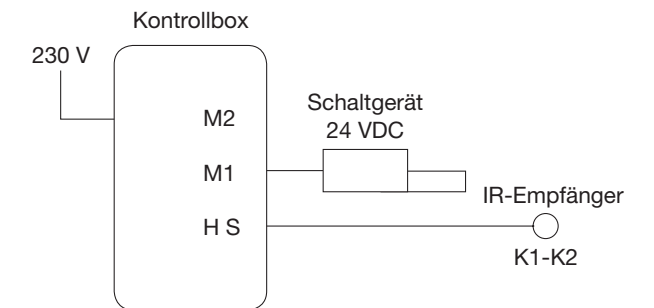 Kontrollbox
230 V
M2
Schaltgerät
24 VDC
M1
IR-Empfänger
H S
K1-K2